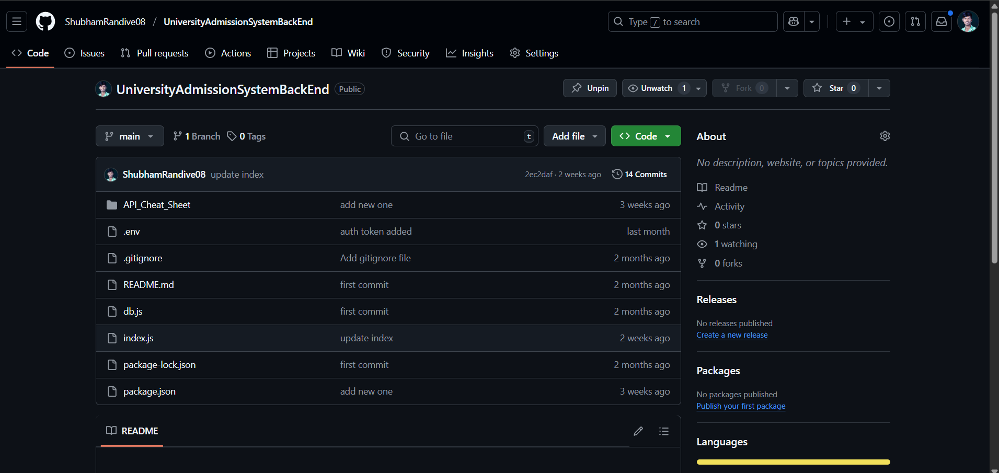 ShubhamRandive08 / UniversityAdmissionSystemBackEnd
Type / to search
Code
Issues
Pull requests
Actions
Projects
Wiki
Security
Insights
Settings
UniversityAdmissionSystemBackEnd Public
Unpin
Unwatch 1
Fork 0
Star 0
main
1 Branch
0 Tags
Go to file t
Add file
Code
ShubhamRandive08 update index 2ec2daf · 2 weeks ago 14 Commits
API_Cheat_Sheet add new one 3 weeks ago
.env auth token added last month
.gitignore Add gitignore file 2 months ago
README.md first commit 2 months ago
db.js first commit 2 months ago
index.js update index 2 weeks ago
package-lock.json first commit 2 months ago
package.json add new one 3 weeks ago
README
About
No description, website, or topics provided.
Readme
Activity
0 stars
1 watching
0 forks
Releases
No releases published
Create a new release
Packages
No packages published
Publish your first package
Languages